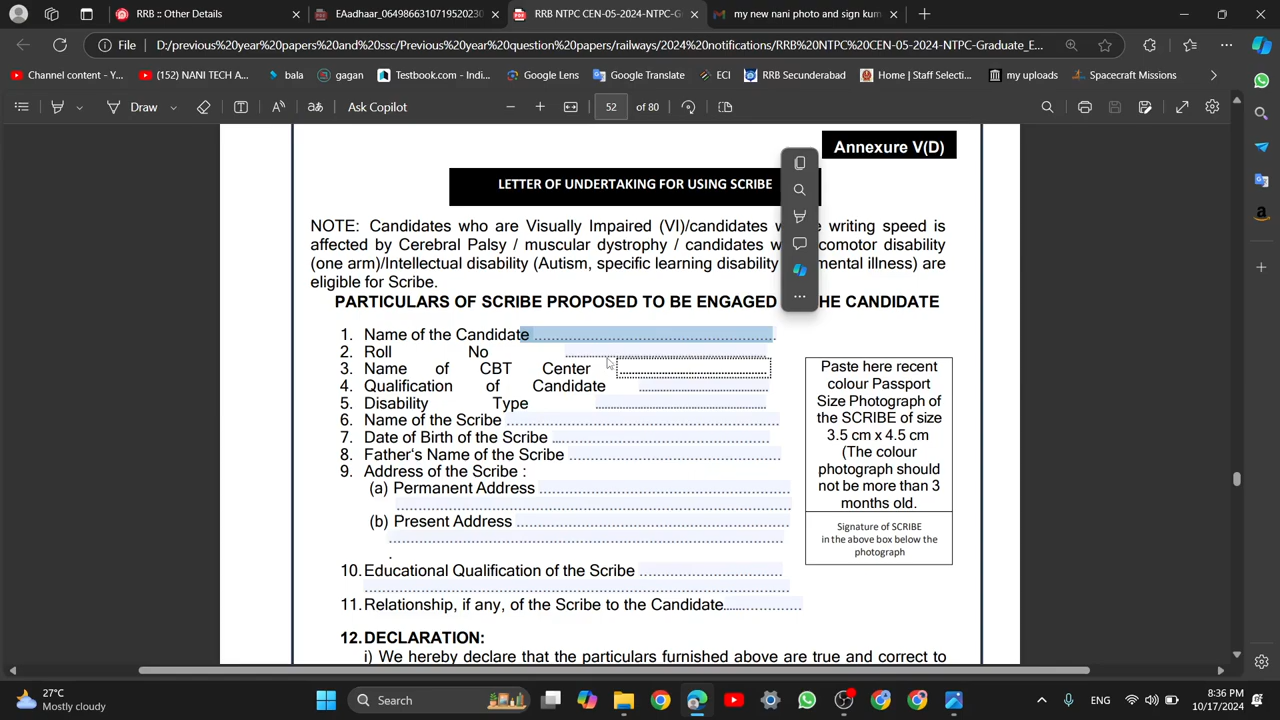 RRB :: Other Details
EAadhaar_06498663107195202300
RRB NTPC CEN-05-2024-NTPC-Gr
my new nani photo and sign kum
File
D:/previous%20year%20papers%20and%20ssc/Previous%20year%20question%20papers/railways/2024%20notifications/RRB%20NTPC%20CEN-05-2024-NTPC-Graduate_E...
Channel content - Y...
(152) NANI TECH A...
bala
gagan
Testbook.com - Indi...
Google Lens
Google Translate
ECI
RRB Secunderabad
Home | Staff Selecti...
my uploads
Spacecraft Missions
Draw
Ask Copilot
52
of 80
Annexure V(D)
LETTER OF UNDERTAKING FOR USING SCRIBE
NOTE: Candidates who are Visually Impaired (VI)/candidates w writing speed is
affected by Cerebral Palsy / muscular dystrophy / candidates w comotor disability
(one arm)/Intellectual disability (Autism, specific learning disability mental illness) are
eligible for Scribe.
PARTICULARS OF SCRIBE PROPOSED TO BE ENGAGED HE CANDIDATE
1. Name of the Candidate ..........................................................
2. Roll No ................................................
3. Name of CBT Center ....................................
4. Qualification of Candidate ..............................
5. Disability Type ........................................
6. Name of the Scribe ................................................................
7. Date of Birth of the Scribe ...................................................
8. Father's Name of the Scribe ..................................................
9. Address of the Scribe :
(a) Permanent Address ...........................................................
..............................................................................................
(b) Present Address ................................................................
..............................................................................................
.
10. Educational Qualification of the Scribe ..................................
....................................................................................................
11. Relationship, if any, of the Scribe to the Candidate..................
Paste here recent
colour Passport
Size Photograph of
the SCRIBE of size
3.5 cm x 4.5 cm
(The colour
photograph should
not be more than 3
months old.
Signature of SCRIBE
in the above box below the
photograph
12. DECLARATION:
i) We hereby declare that the particulars furnished above are true and correct to
27°C
Mostly cloudy
Search
ENG
8:36 PM
10/17/2024